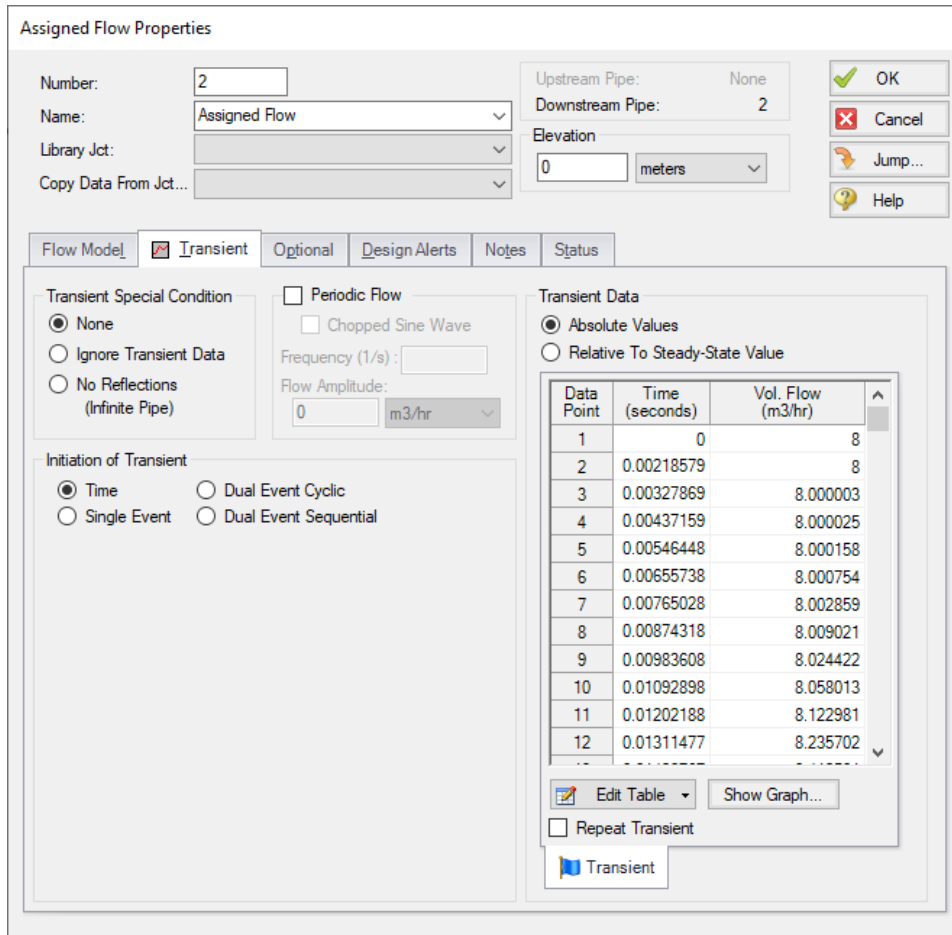 Assigned Flow Properties
Number: 2
Name: Assigned Flow
Library Jct:
Copy Data From Jct...
Upstream Pipe: None
Downstream Pipe: 2
Elevation
0 meters
OK
Cancel
Jump...
Help
Flow Model Transient Optional Design Alerts Notes Status
Transient Special Condition
None
Ignore Transient Data
No Reflections
(Infinite Pipe)
Periodic Flow
Chopped Sine Wave
Frequency (1/s) :
Flow Amplitude:
0 m3/hr
Initiation of Transient
Time Dual Event Cyclic
Single Event Dual Event Sequential
Transient Data
Absolute Values
Relative To Steady-State Value
Data Time Vol. Flow
Point (seconds) (m3/hr)
1 0 8
2 0.00218579 8
3 0.00327869 8.000003
4 0.00437159 8.000025
5 0.00546448 8.000158
6 0.00655738 8.000754
7 0.00765028 8.002859
8 0.00874318 8.009021
9 0.00983608 8.024422
10 0.01092898 8.058013
11 0.01202188 8.122981
12 0.01311477 8.235702
Edit Table Show Graph...
Repeat Transient
Transient